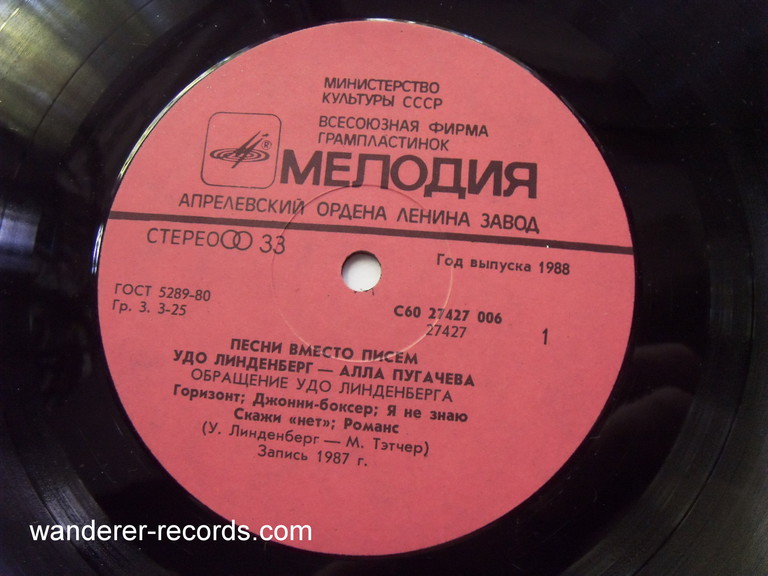 МИНИСТЕРСТВО
КУЛЬТУРЫ СССР
ВСЕСОЮЗНАЯ ФИРМА
ГРАМПЛАСТИНОК
МЕЛОДИЯ
АПРЕЛЕВСКИЙ ОРДЕНА ЛЕНИНА ЗАВОД
СТЕРЕО 33
Год выпуска 1988
ГОСТ 5289-80
Гр. 3. 3-25
С60 27427 006
27427
1
ПЕСНИ ВМЕСТО ПИСЕМ
УДО ЛИНДЕНБЕРГ — АЛЛА ПУГАЧЕВА
ОБРАЩЕНИЕ УДО ЛИНДЕНБЕРГА
Горизонт; Джонни-боксер; Я не знаю
Скажи «нет»; Романс
(У. Линденберг — М. Тэтчер)
Запись 1987 г.
wanderer-records.com